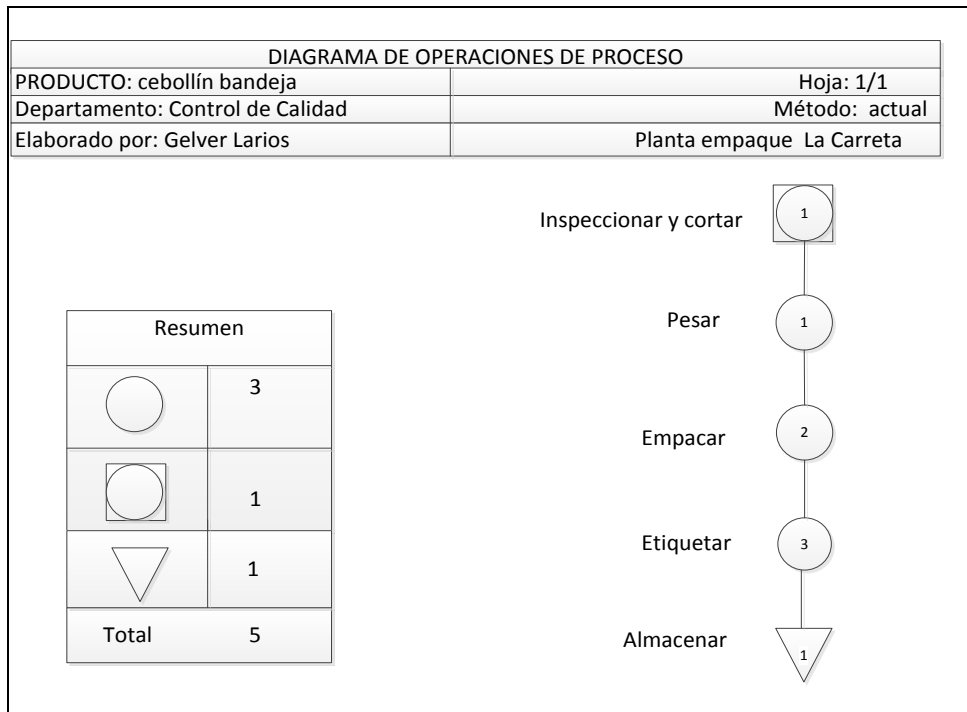 DIAGRAMA DE OPERACIONES DE PROCESO
PRODUCTO: cebollín bandeja Hoja: 1/1
Departamento: Control de Calidad Método: actual
Elaborado por: Gelver Larios Planta empaque La Carreta
Inspeccionar y cortar 1
Pesar 1
Empacar 2
Etiquetar 3
Almacenar 1
Resumen
3
1
1
Total 5